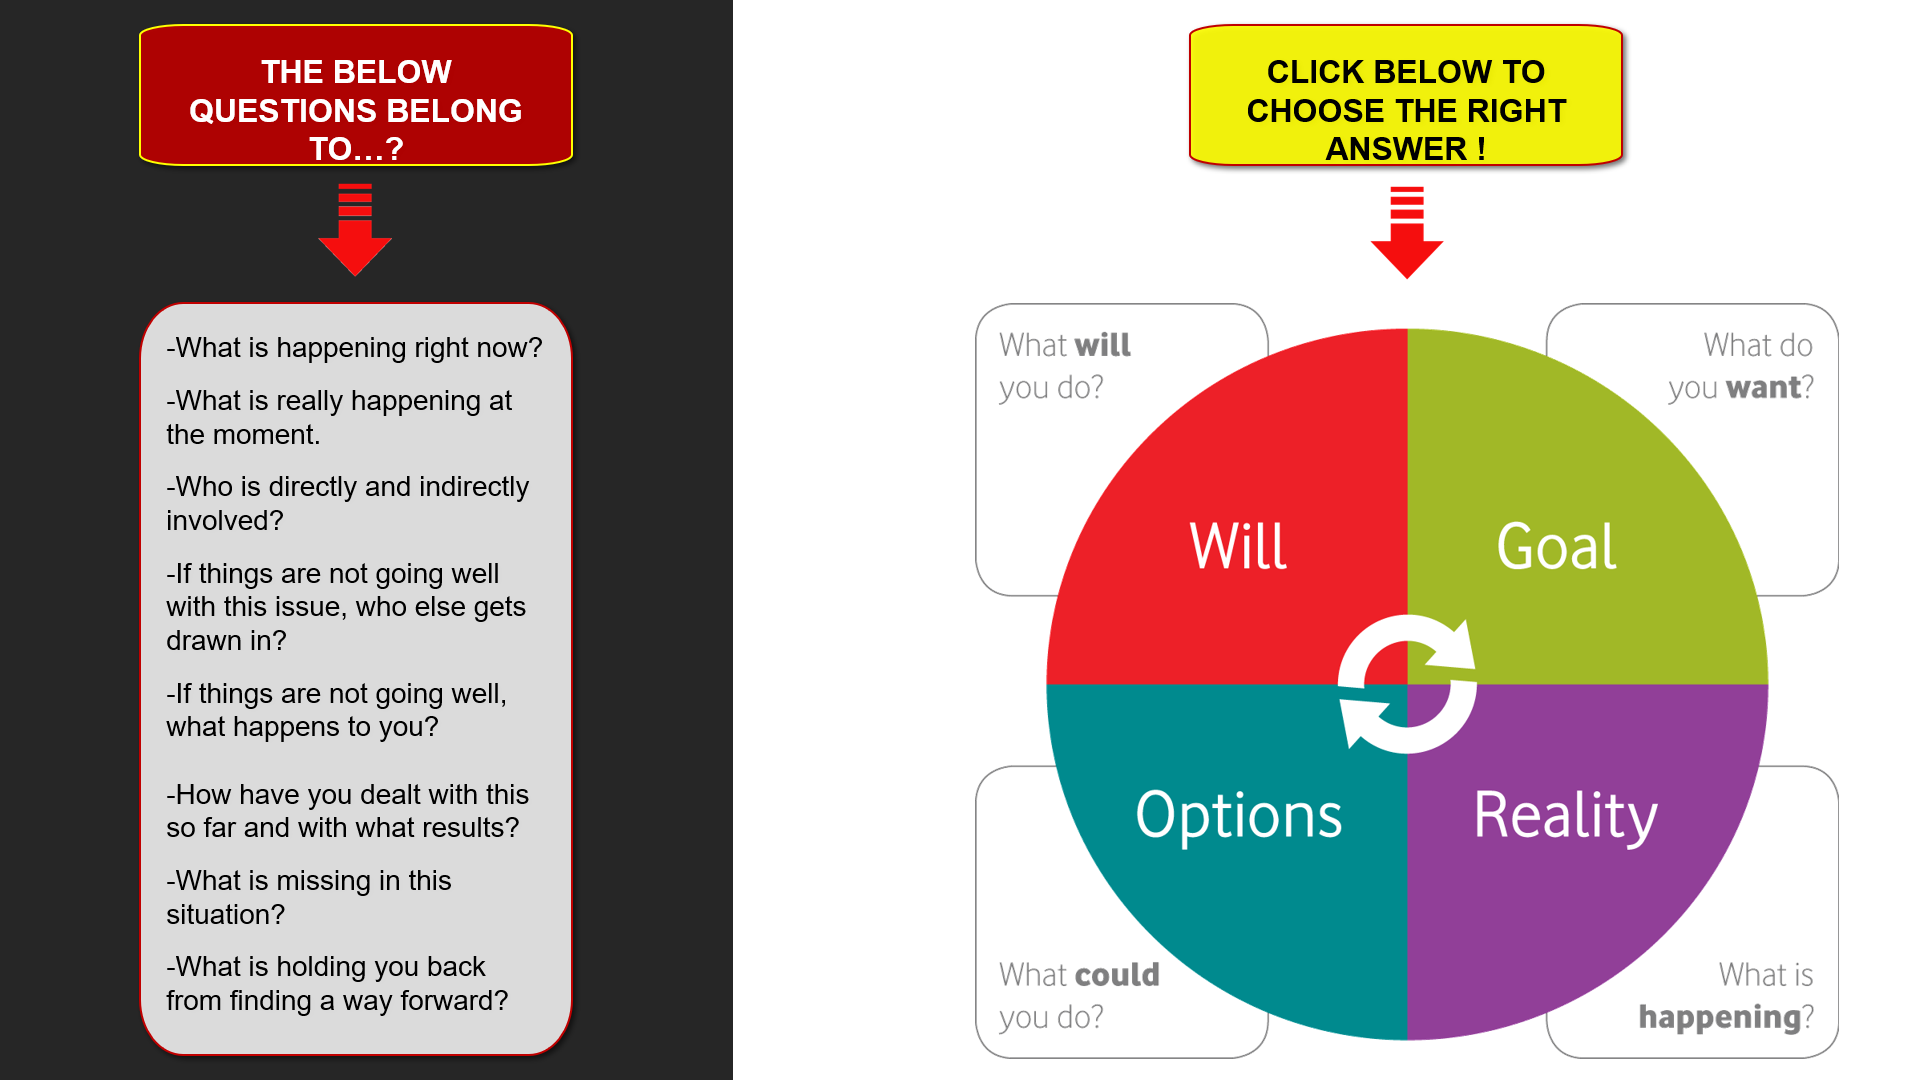 THE BELOW
QUESTIONS BELONG
TO...?
-What is happening right now?
-What is really happening at
the moment.
-Who is directly and indirectly
involved?
-If things are not going well
with this issue, who else gets
drawn in?
-If things are not going well,
what happens to you?
-How have you dealt with this
so far and with what results?
-What is missing in this
situation?
-What is holding you back
from finding a way forward?
CLICK BELOW TO
CHOOSE THE RIGHT
ANSWER !
What will
you do?
What do
you want?
Will
Goal
Options
Reality
What could
you do?
What is
happening?